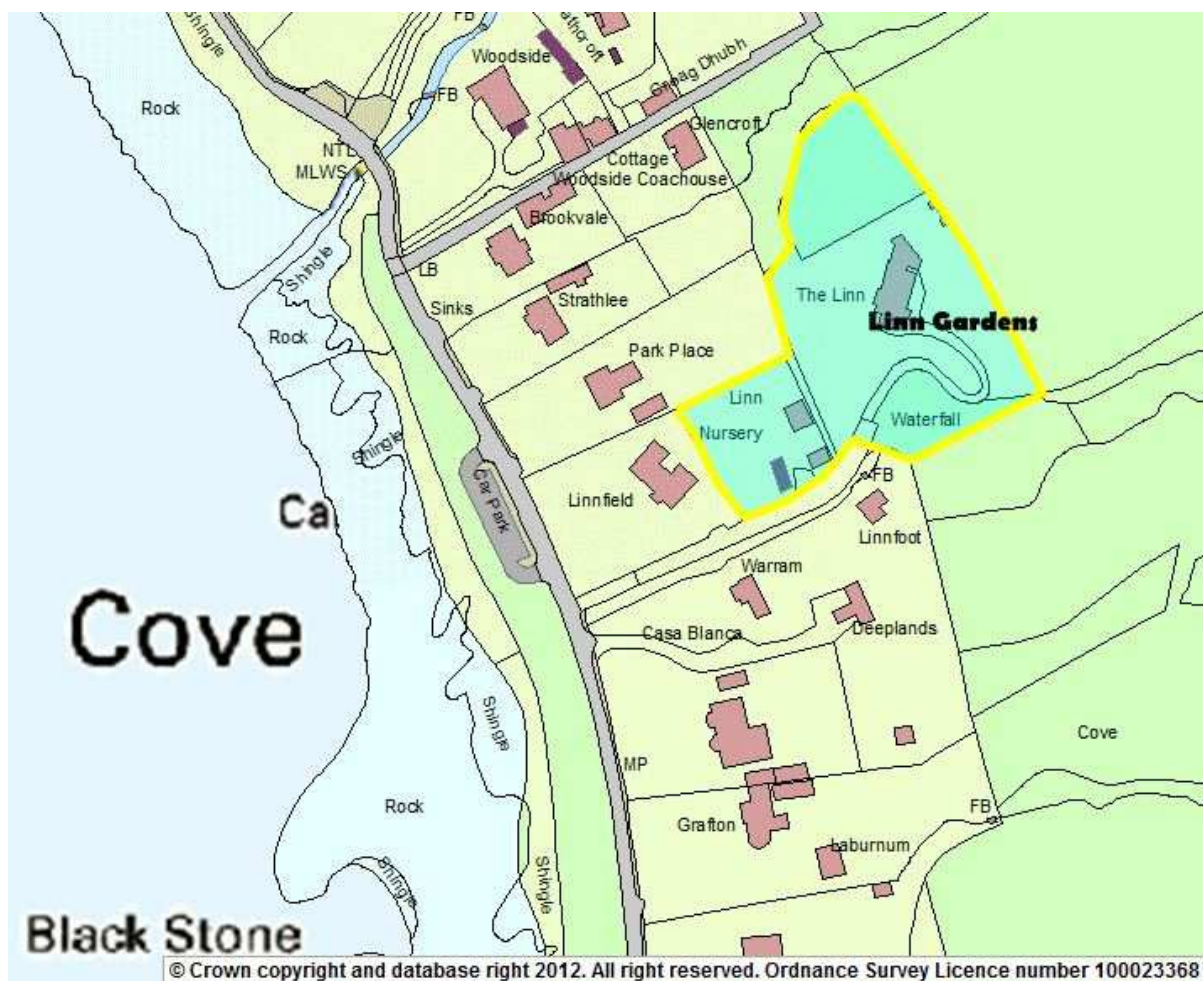 Shingle
FB
Woodside
Rock
FB
Glencroft
NTL
MLWS
Cottage
Woodside Coachouse
Brookvale
Shingle
LB
Sinks
Strathlee
The Linn
Linn Gardens
Rock
Park Place
Linn
Nursery
Waterfall
Shingle
Car Park
Linnfield
FB
Ca
Linnfoot
Warram
Cove
Casa Blanca
Deeplands
Shingle
Cove
MP
Rock
Grafton
FB
Laburnum
Shingle
Shingle
Black Stone
© Crown copyright and database right 2012. All right reserved. Ordnance Survey Licence number 100023368